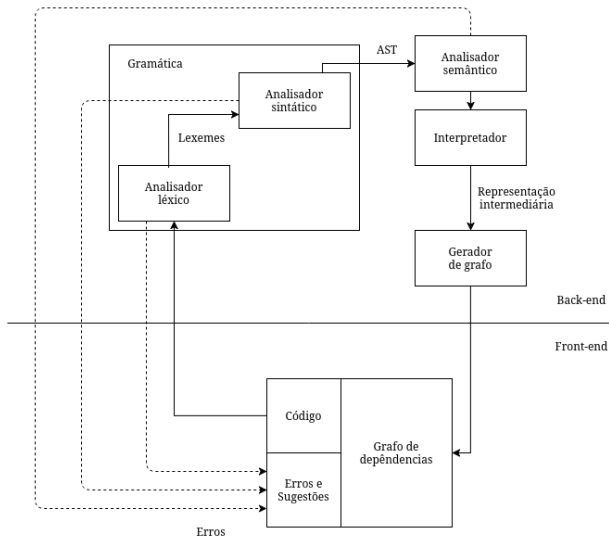 AST
Analisador
semântico
Gramática
Analisador
sintático
Interpretador
Lexemes
Analisador
léxico
Representação
intermediária
Gerador
de grafo
Back-end
Front-end
Código
Grafo de
depêndencias
Erros e
Sugestões
Erros